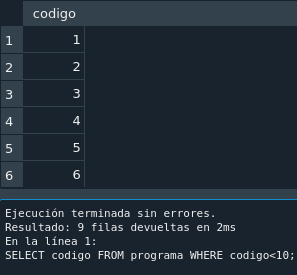 codigo
1 1
2 2
3 3
4 4
5 5
6 6
Ejecución terminada sin errores.
Resultado: 9 filas devueltas en 2ms
En la línea 1:
SELECT codigo FROM programa WHERE codigo<10;